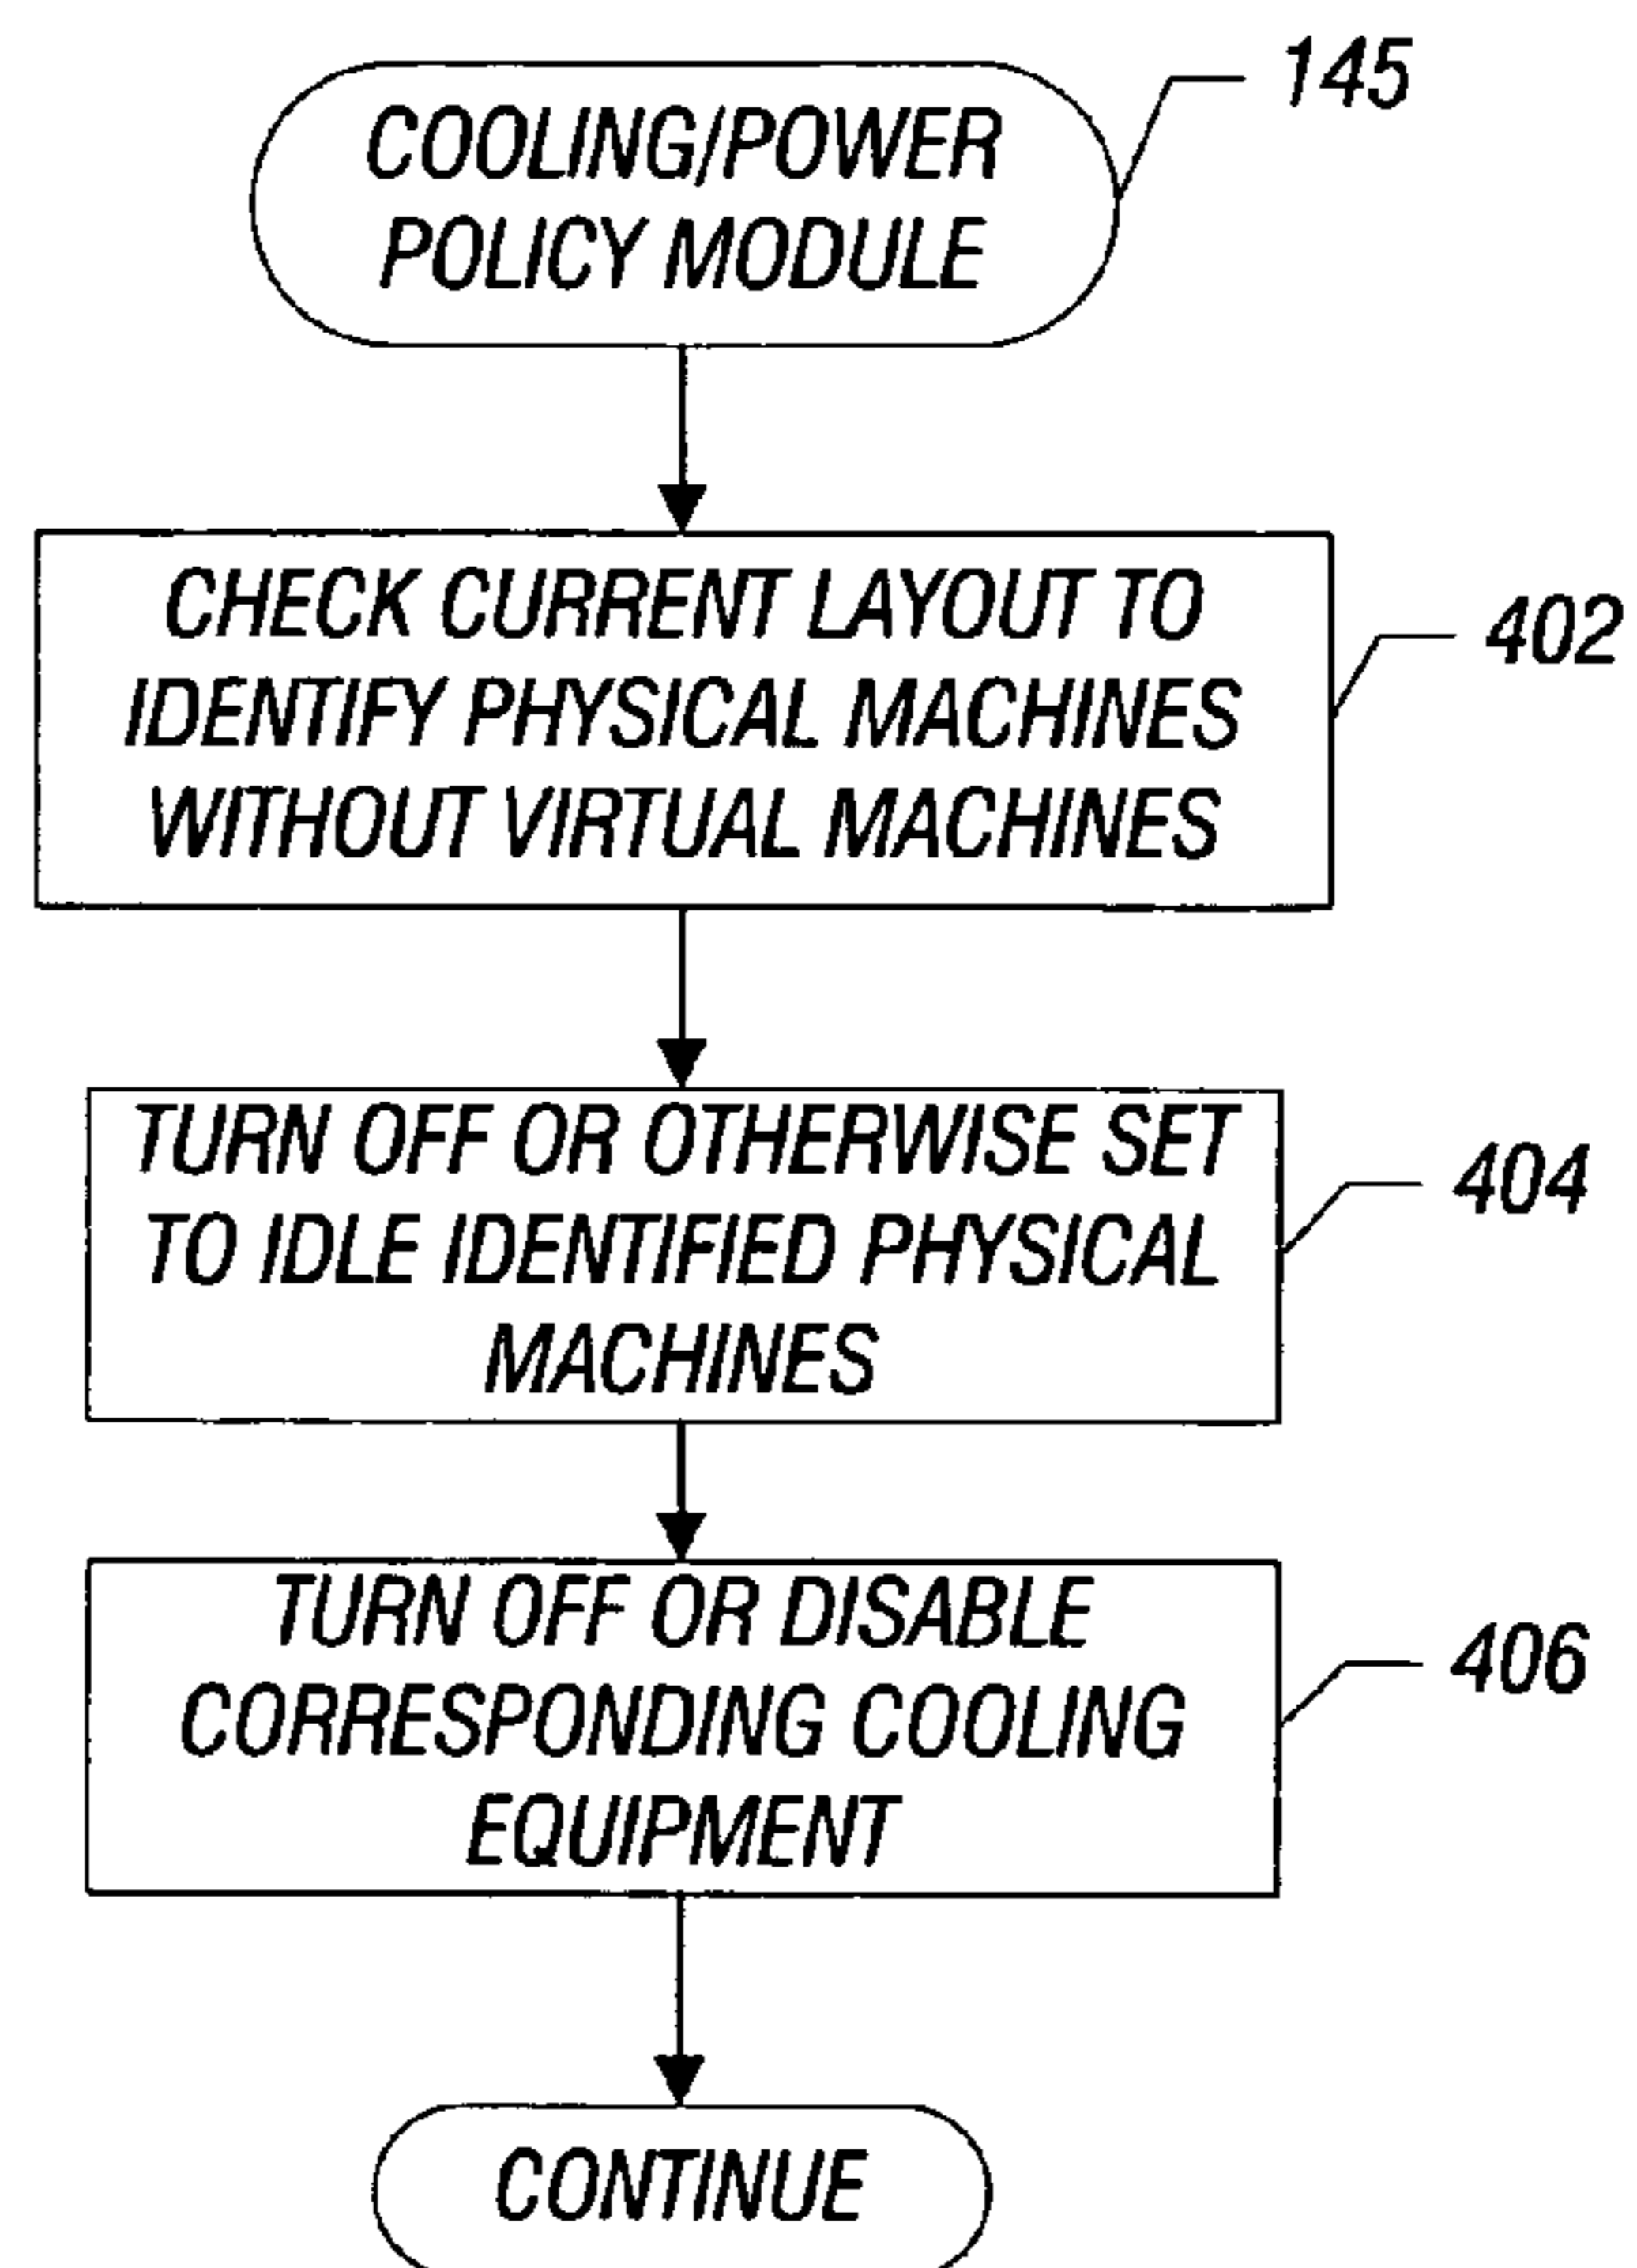 COOLING/POWER
POLICY MODULE
145
CHECK CURRENT LAYOUT TO
IDENTIFY PHYSICAL MACHINES
WITHOUT VIRTUAL MACHINES
402
TURN OFF OR OTHERWISE SET
TO IDLE IDENTIFIED PHYSICAL
MACHINES
404
TURN OFF OR DISABLE
CORRESPONDING COOLING
EQUIPMENT
406
CONTINUE